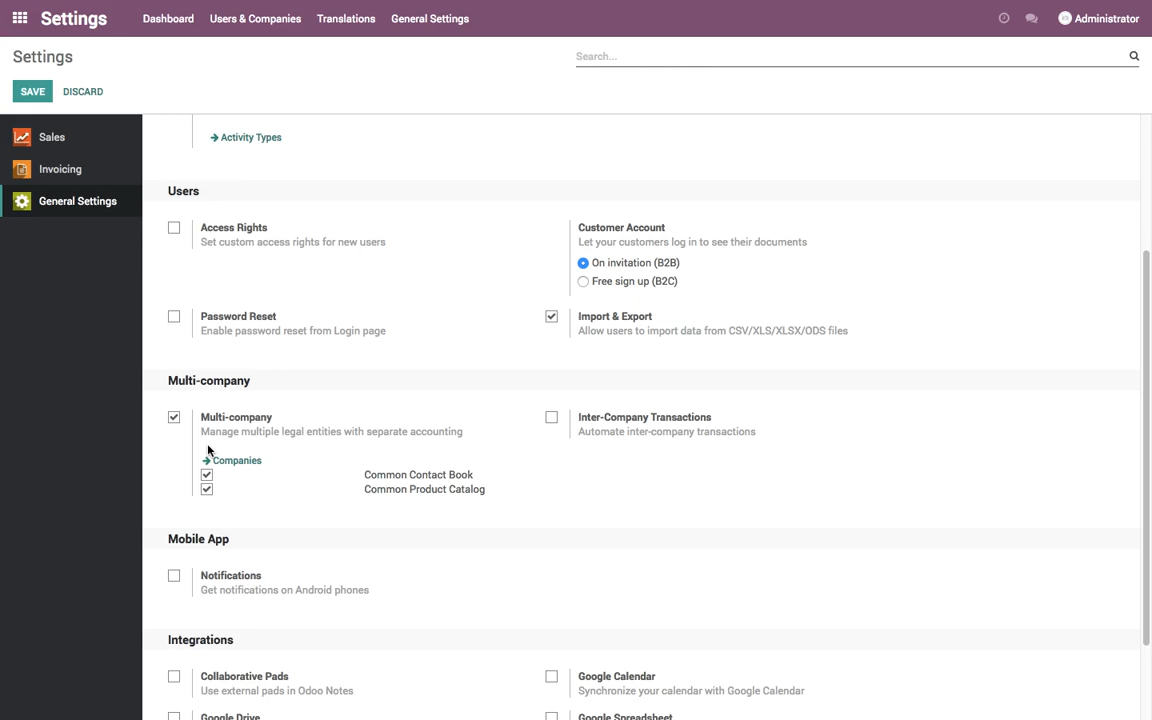 Settings
Dashboard
Users & Companies
Translations
General Settings
Administrator
Settings
Search...
SAVE
DISCARD
Sales
Invoicing
General Settings
Activity Types
Users
Access Rights
Set custom access rights for new users
Customer Account
Let your customers log in to see their documents
On invitation (B2B)
Free sign up (B2C)
Password Reset
Enable password reset from Login page
Import & Export
Allow users to import data from CSV/XLS/XLSX/ODS files
Multi-company
Multi-company
Manage multiple legal entities with separate accounting
Companies
Common Contact Book
Common Product Catalog
Inter-Company Transactions
Automate inter-company transactions
Mobile App
Notifications
Get notifications on Android phones
Integrations
Collaborative Pads
Use external pads in Odoo Notes
Google Calendar
Synchronize your calendar with Google Calendar
Google Drive
Google Spreadsheet